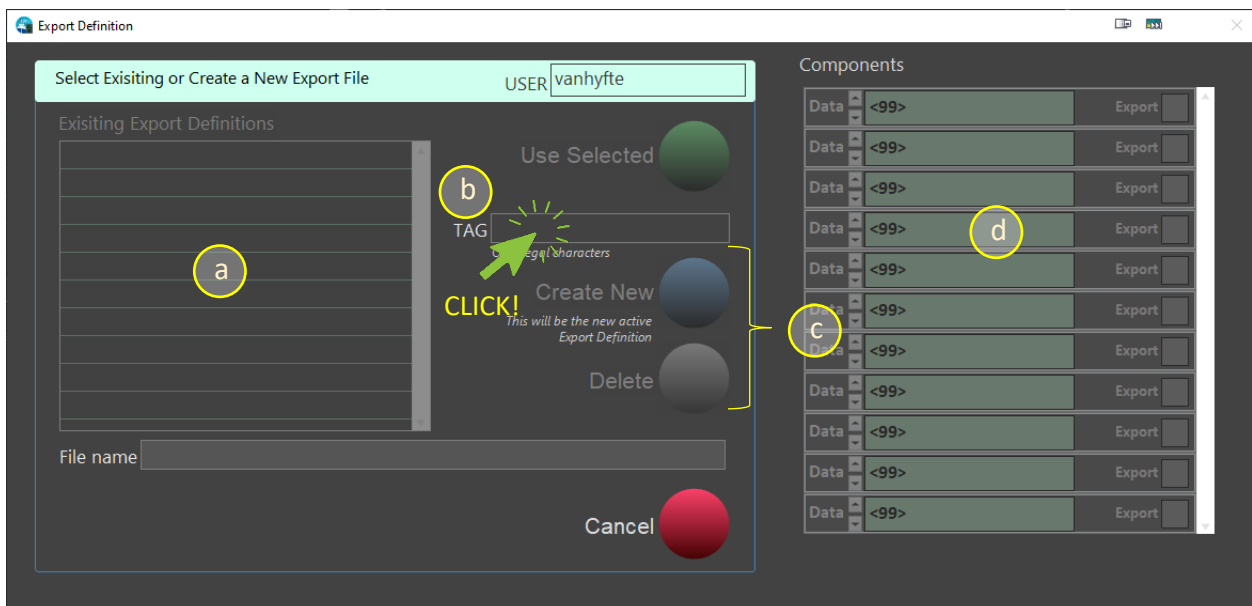 Export Definition
Select Exisiting or Create a New Export File
USER vanhyfte
Exisiting Export Definitions
Use Selected
a
b
TAG
characters
CLICK!
Create New
This will be the new active
Export Definition
c
Delete
File name
Cancel
Components
Data <99> Export
Data <99> Export
Data <99> Export
Data <99> d Export
Data <99> Export
Data <99> Export
Data <99> Export
Data <99> Export
Data <99> Export
Data <99> Export
Data <99> Export